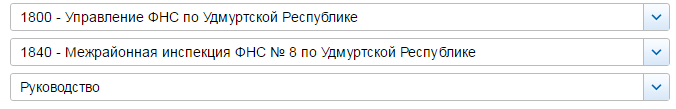 1800 - Управление ФНС по Удмуртской Республике
1840 - Межрайонная инспекция ФНС № 8 по Удмуртской Республике
Руководство